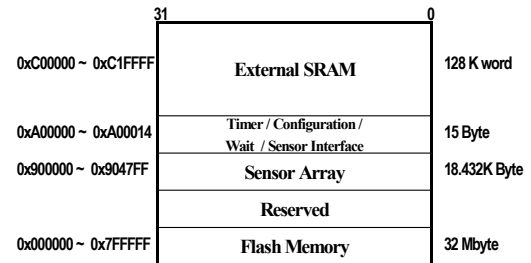 31 0
0xC00000 ~ 0xC1FFFF External SRAM 128 K word
0xA00000 ~ 0xA00014 Timer / Configuration / Wait / Sensor Interface 15 Byte
0x900000 ~ 0x9047FF Sensor Array 18.432K Byte
Reserved
0x000000 ~ 0x7FFFFF Flash Memory 32 Mbyte